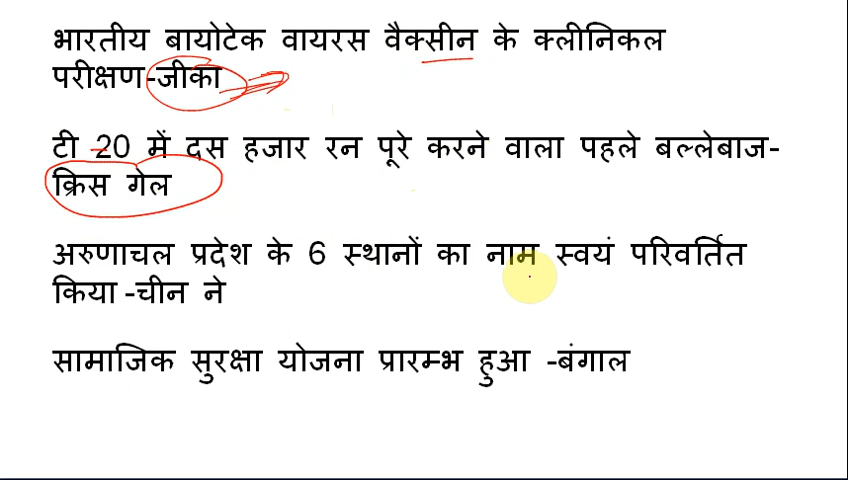 भारतीय बायोटेक वायरस वैक्सीन के क्लीनिकल
परीक्षण-जीका
टी 20 में दस हजार रन पूरे करने वाला पहले बल्लेबाज-
क्रिस गेल
अरुणाचल प्रदेश के 6 स्थानों का नाम स्वयं परिवर्तित
किया -चीन ने
सामाजिक सुरक्षा योजना प्रारम्भ हुआ -बंगाल